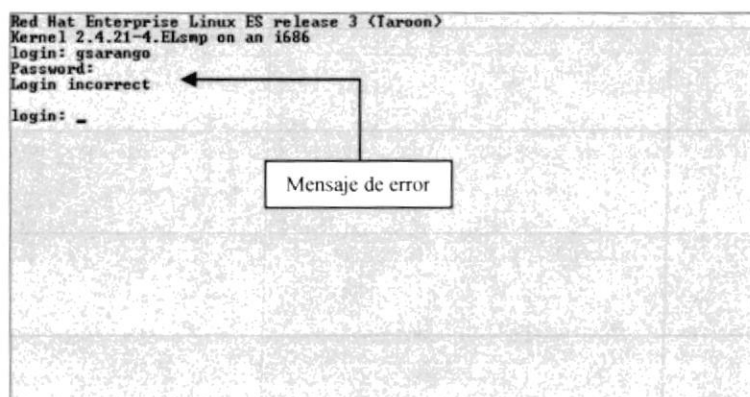 Red Hat Enterprise Linux ES release 3 (Taroon)
Kernel 2.4.21-4.ELsmp on an i686
login: gsarango
Password:
Login incorrect
login: _
Mensaje de error